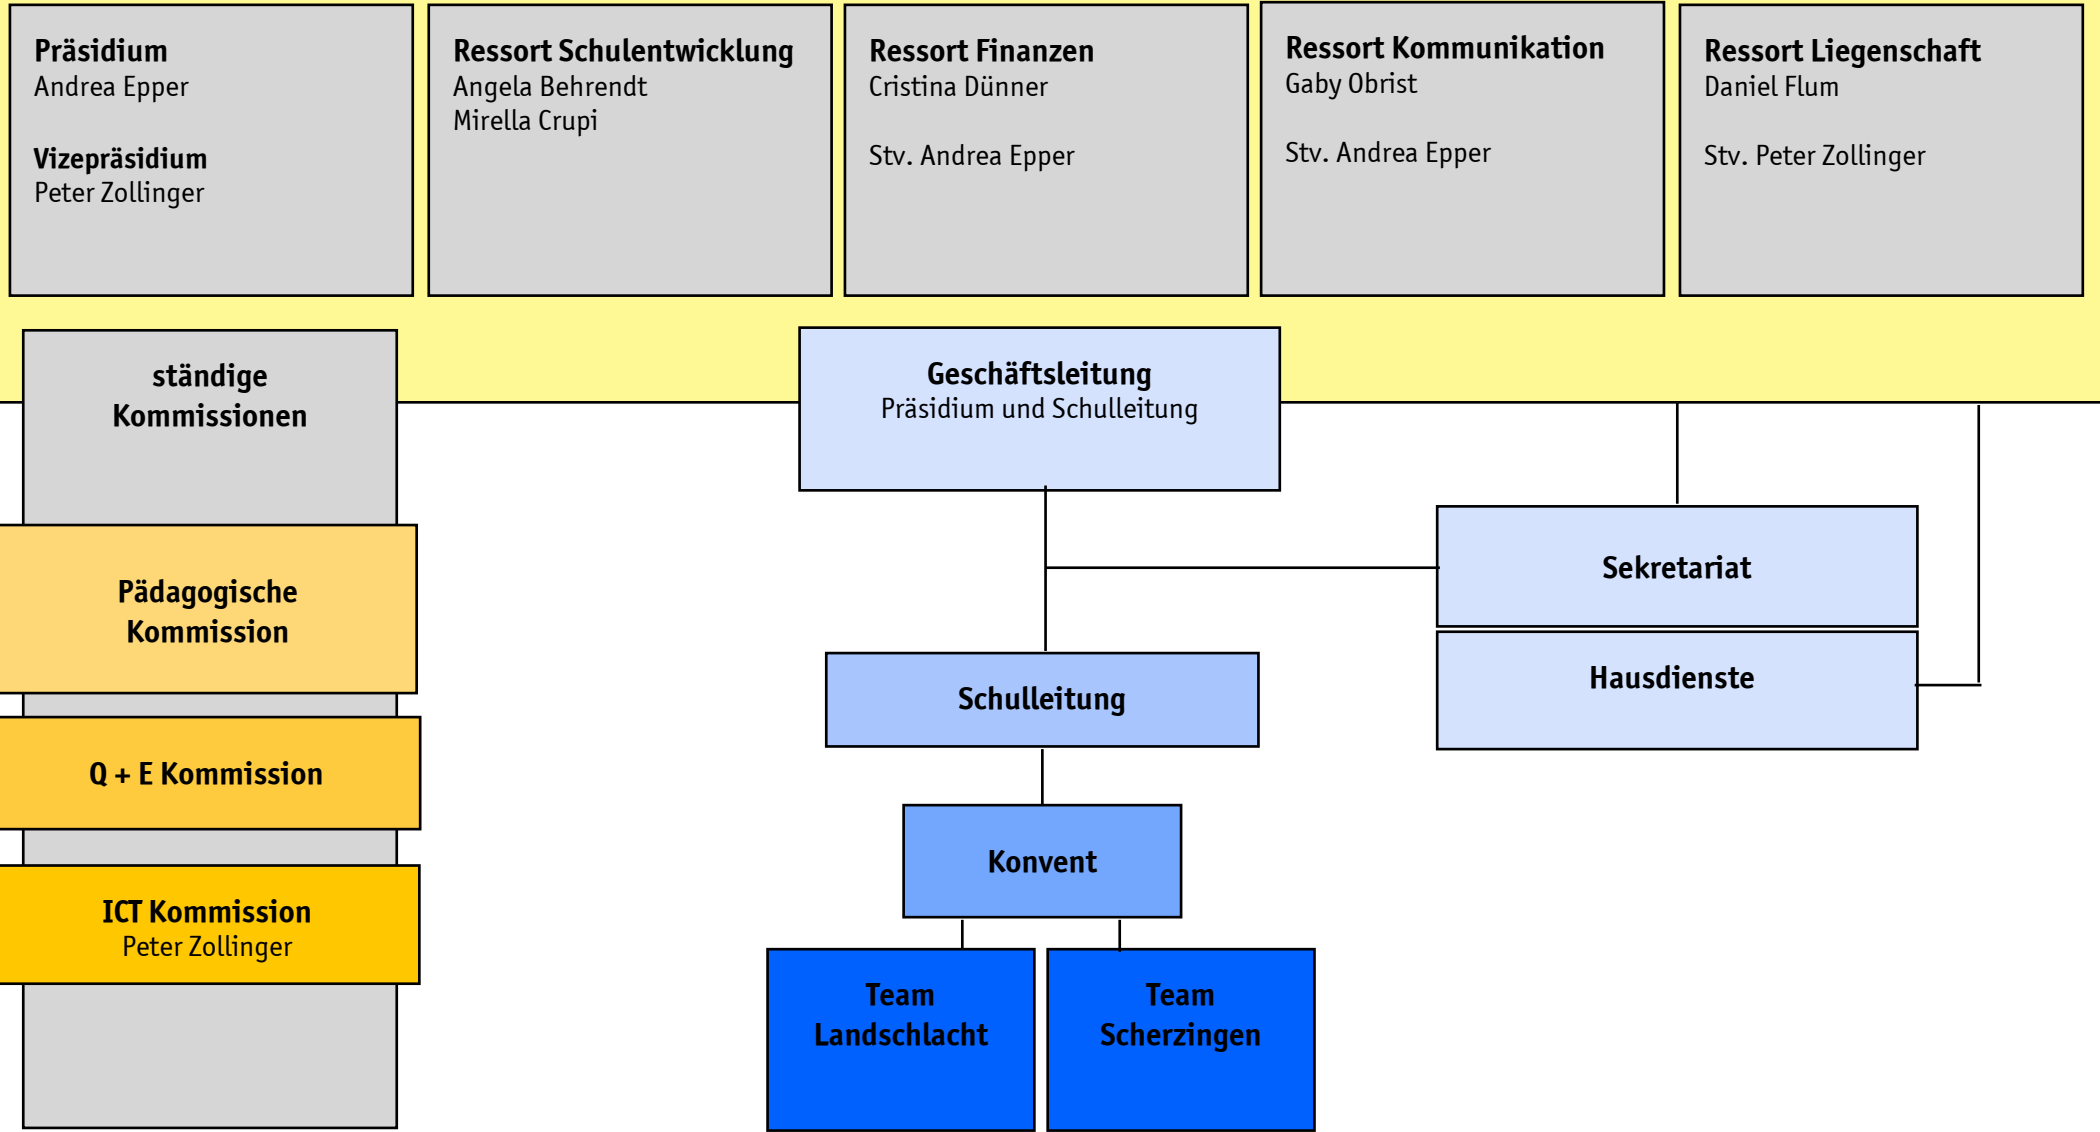 Präsidium
Andrea Epper
Vizepräsidium
Peter Zollinger
Ressort Schulentwicklung
Angela Behrendt
Mirella Crupi
Ressort Finanzen
Cristina Dünner
Stv. Andrea Epper
Ressort Kommunikation
Gaby Obrist
Stv. Andrea Epper
Ressort Liegenschaft
Daniel Flum
Stv. Peter Zollinger
ständige
Kommissionen
Geschäftsleitung
Präsidium und Schulleitung
Pädagogische
Kommission
Sekretariat
Hausdienste
Schulleitung
Q + E Kommission
Konvent
ICT Kommission
Peter Zollinger
Team
Landschlacht
Team
Scherzingen